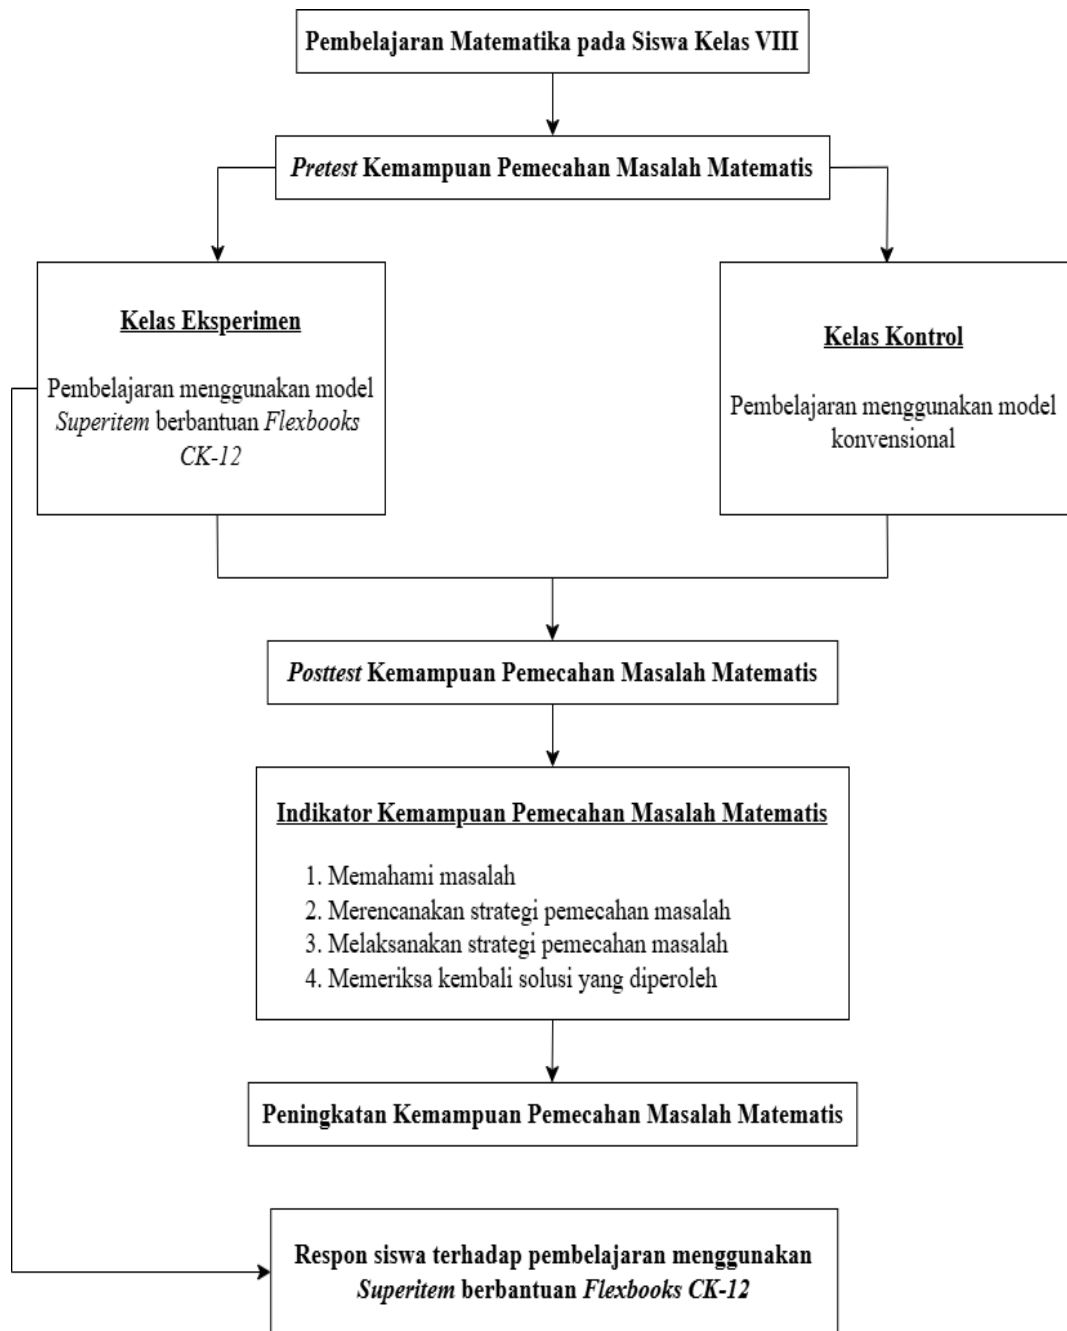 Pembelajaran Matematika pada Siswa Kelas VIII
Pretest Kemampuan Pemecahan Masalah Matematis
Kelas Eksperimen
Pembelajaran menggunakan model
Superitem berbantuan Flexbooks
CK-12
Kelas Kontrol
Pembelajaran menggunakan model
konvensional
Posttest Kemampuan Pemecahan Masalah Matematis
Indikator Kemampuan Pemecahan Masalah Matematis
1. Memahami masalah
2. Merencanakan strategi pemecahan masalah
3. Melaksanakan strategi pemecahan masalah
4. Memeriksa kembali solusi yang diperoleh
Peningkatan Kemampuan Pemecahan Masalah Matematis
Respon siswa terhadap pembelajaran menggunakan
Superitem berbantuan Flexbooks CK-12